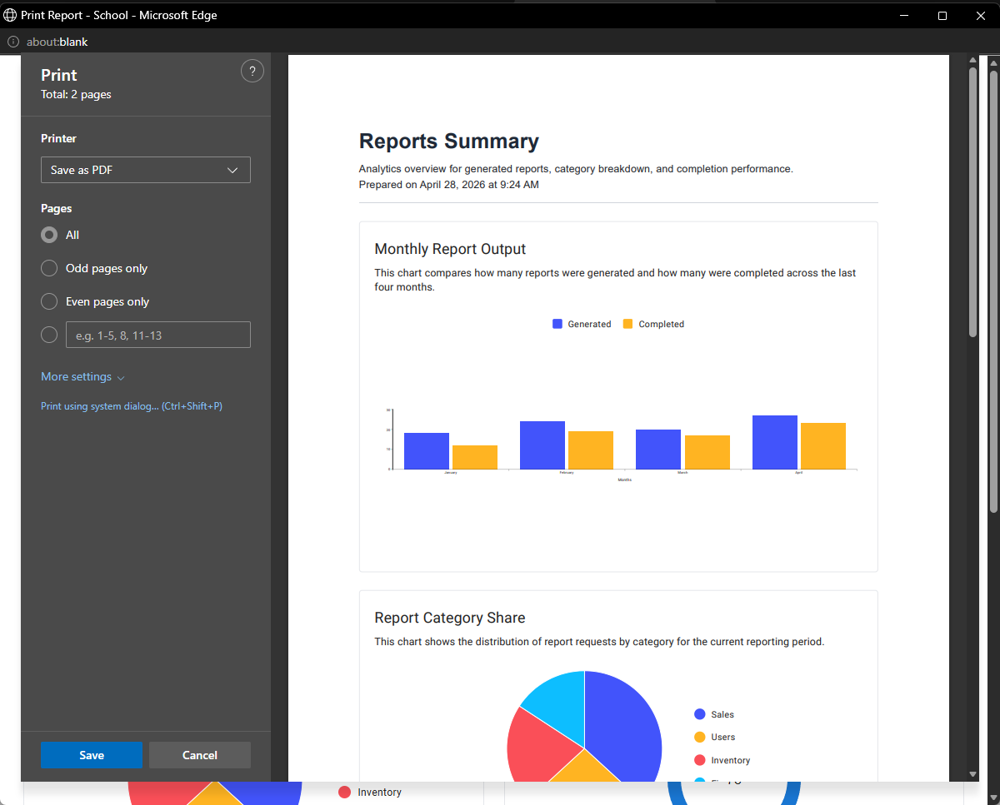 Print Report - School - Microsoft Edge
about:blank
Print
?
Total: 2 pages
Printer
Save as PDF
Pages
All
Odd pages only
Even pages only
e.g. 1-5, 8, 11-13
More settings
Print using system dialog... (Ctrl+Shift+P)
Save
Cancel
Reports Summary
Analytics overview for generated reports, category breakdown, and completion performance.
Prepared on April 28, 2026 at 9:24 AM
Monthly Report Output
This chart compares how many reports were generated and how many were completed across the last
four months.
Generated
Completed
30
20
10
0
January
February
March
April
Months
Report Category Share
This chart shows the distribution of report requests by category for the current reporting period.
Sales
Users
Inventory
Inventory